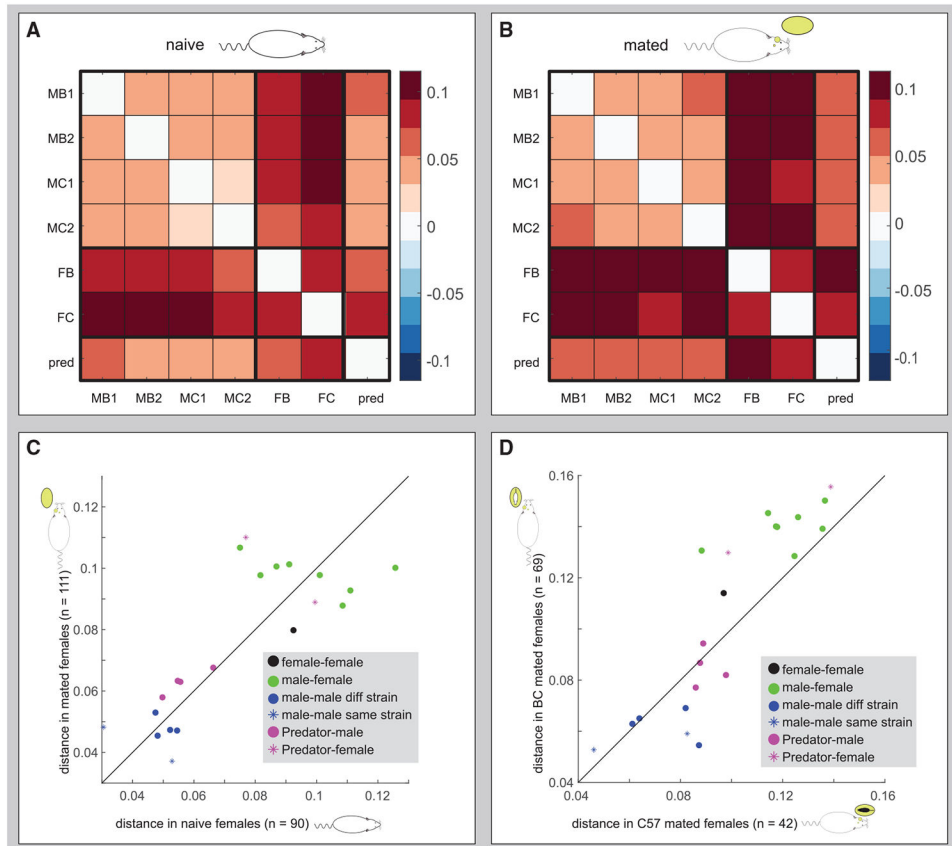 A
naive
MB1
MB2
MC1
MC2
FB
FC
pred
MB1 MB2 MC1 MC2 FB FC pred
0.1
0.05
0
-0.05
-0.1
B
mated
MB1
MB2
MC1
MC2
FB
FC
pred
MB1 MB2 MC1 MC2 FB FC pred
0.1
0.05
0
-0.05
-0.1
C
distance in mated females (n = 111)
0.12
0.1
0.08
0.06
0.04
female-female
male-female
male-male diff strain
male-male same strain
Predator-male
Predator-female
0.04 0.06 0.08 0.1 0.12
distance in naive females (n = 90)
D
distance in BC mated females (n = 69)
0.16
0.12
0.08
0.04
female-female
male-female
male-male diff strain
male-male same strain
Predator-male
Predator-female
0.04 0.08 0.12 0.16
distance in C57 mated females (n = 42)